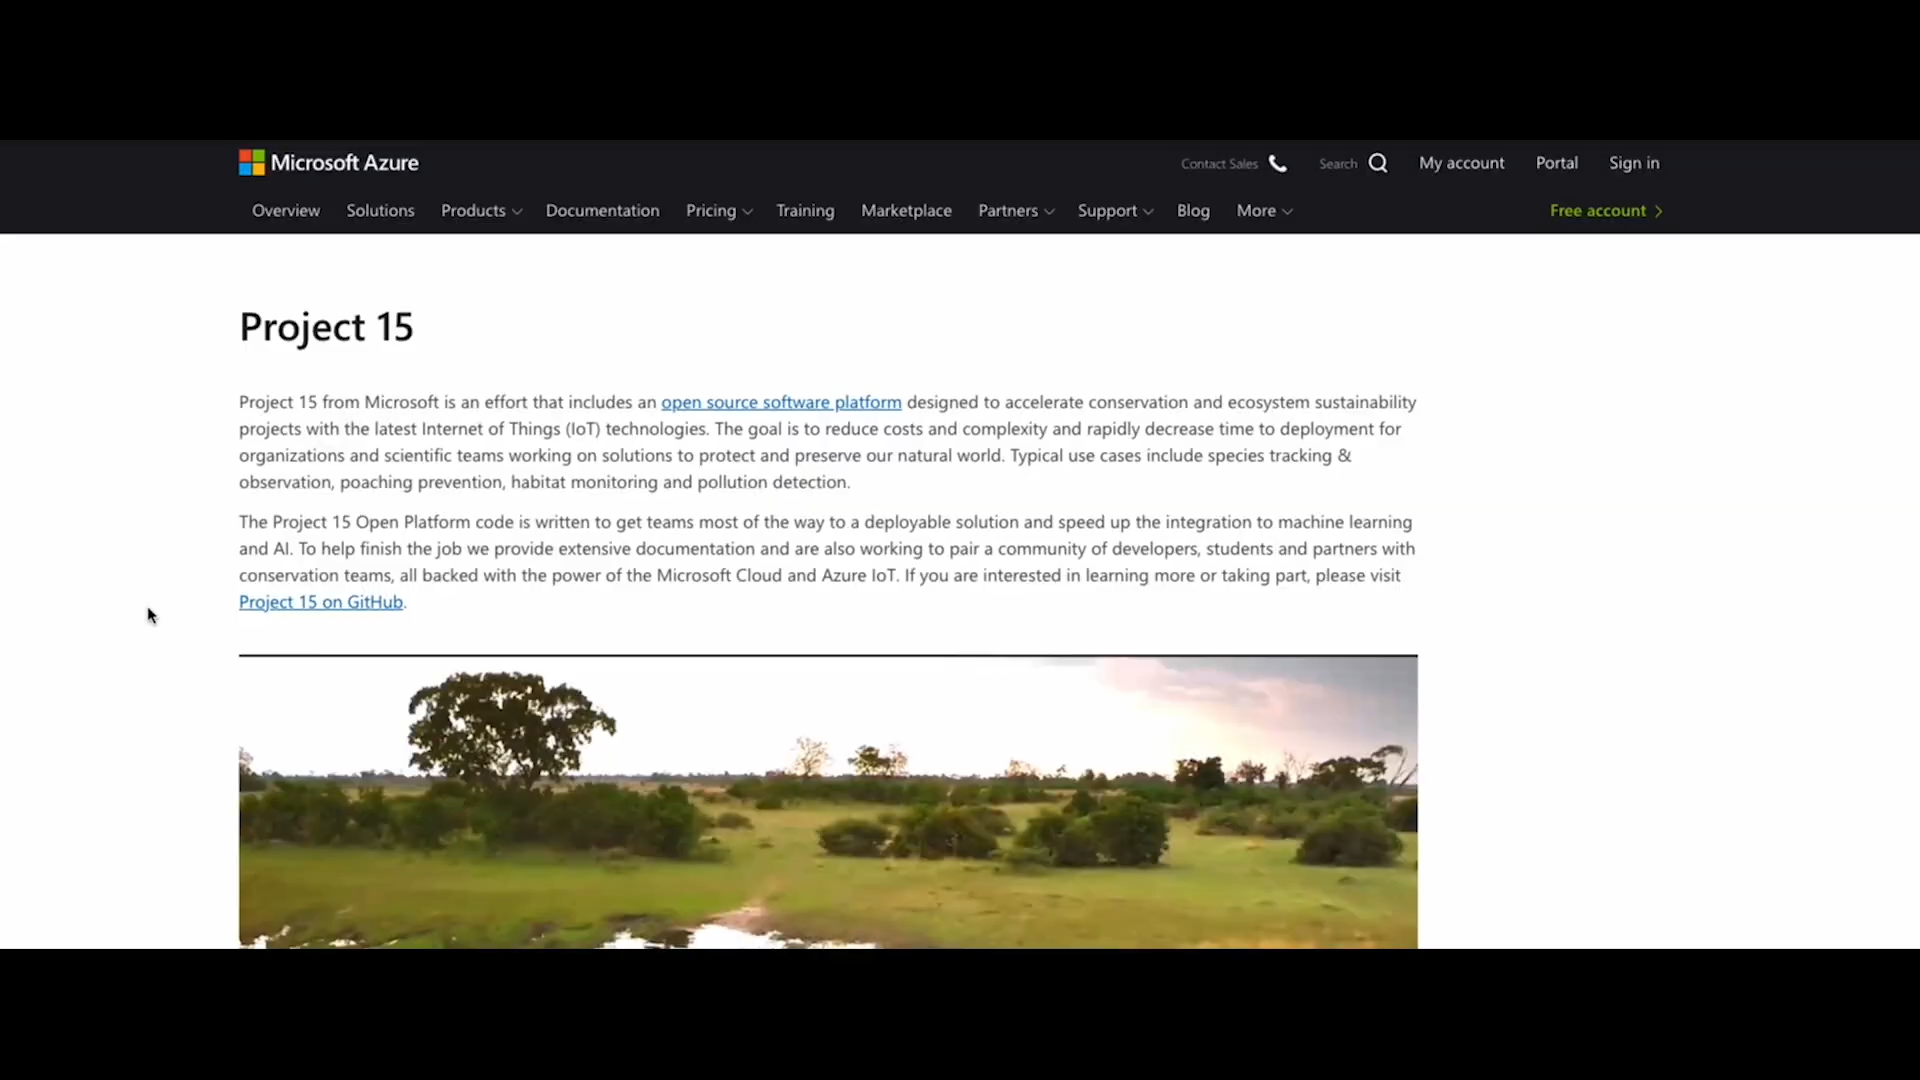 Microsoft Azure
Contact Sales Search My account Portal Sign in
Overview Solutions Products Documentation Pricing Training Marketplace Partners Support Blog More Free account
Project 15
Project 15 from Microsoft is an effort that includes an open source software platform designed to accelerate conservation and ecosystem sustainability
projects with the latest Internet of Things (IoT) technologies. The goal is to reduce costs and complexity and rapidly decrease time to deployment for
organizations and scientific teams working on solutions to protect and preserve our natural world. Typical use cases include species tracking &
observation, poaching prevention, habitat monitoring and pollution detection.
The Project 15 Open Platform code is written to get teams most of the way to a deployable solution and speed up the integration to machine learning
and AI. To help finish the job we provide extensive documentation and are also working to pair a community of developers, students and partners with
conservation teams, all backed with the power of the Microsoft Cloud and Azure IoT. If you are interested in learning more or taking part, please visit
Project 15 on GitHub.